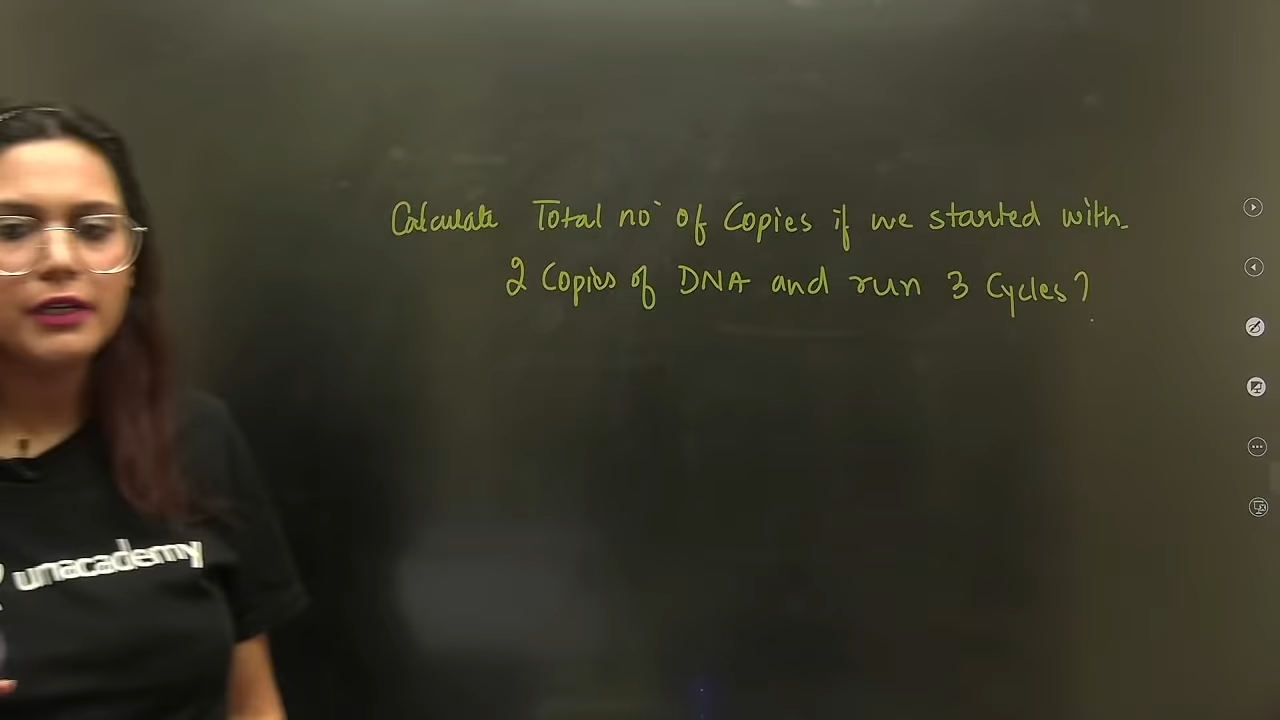 Calculate Total no of Copies if we started with
2 Copies of DNA and run 3 Cycles?
unacademy